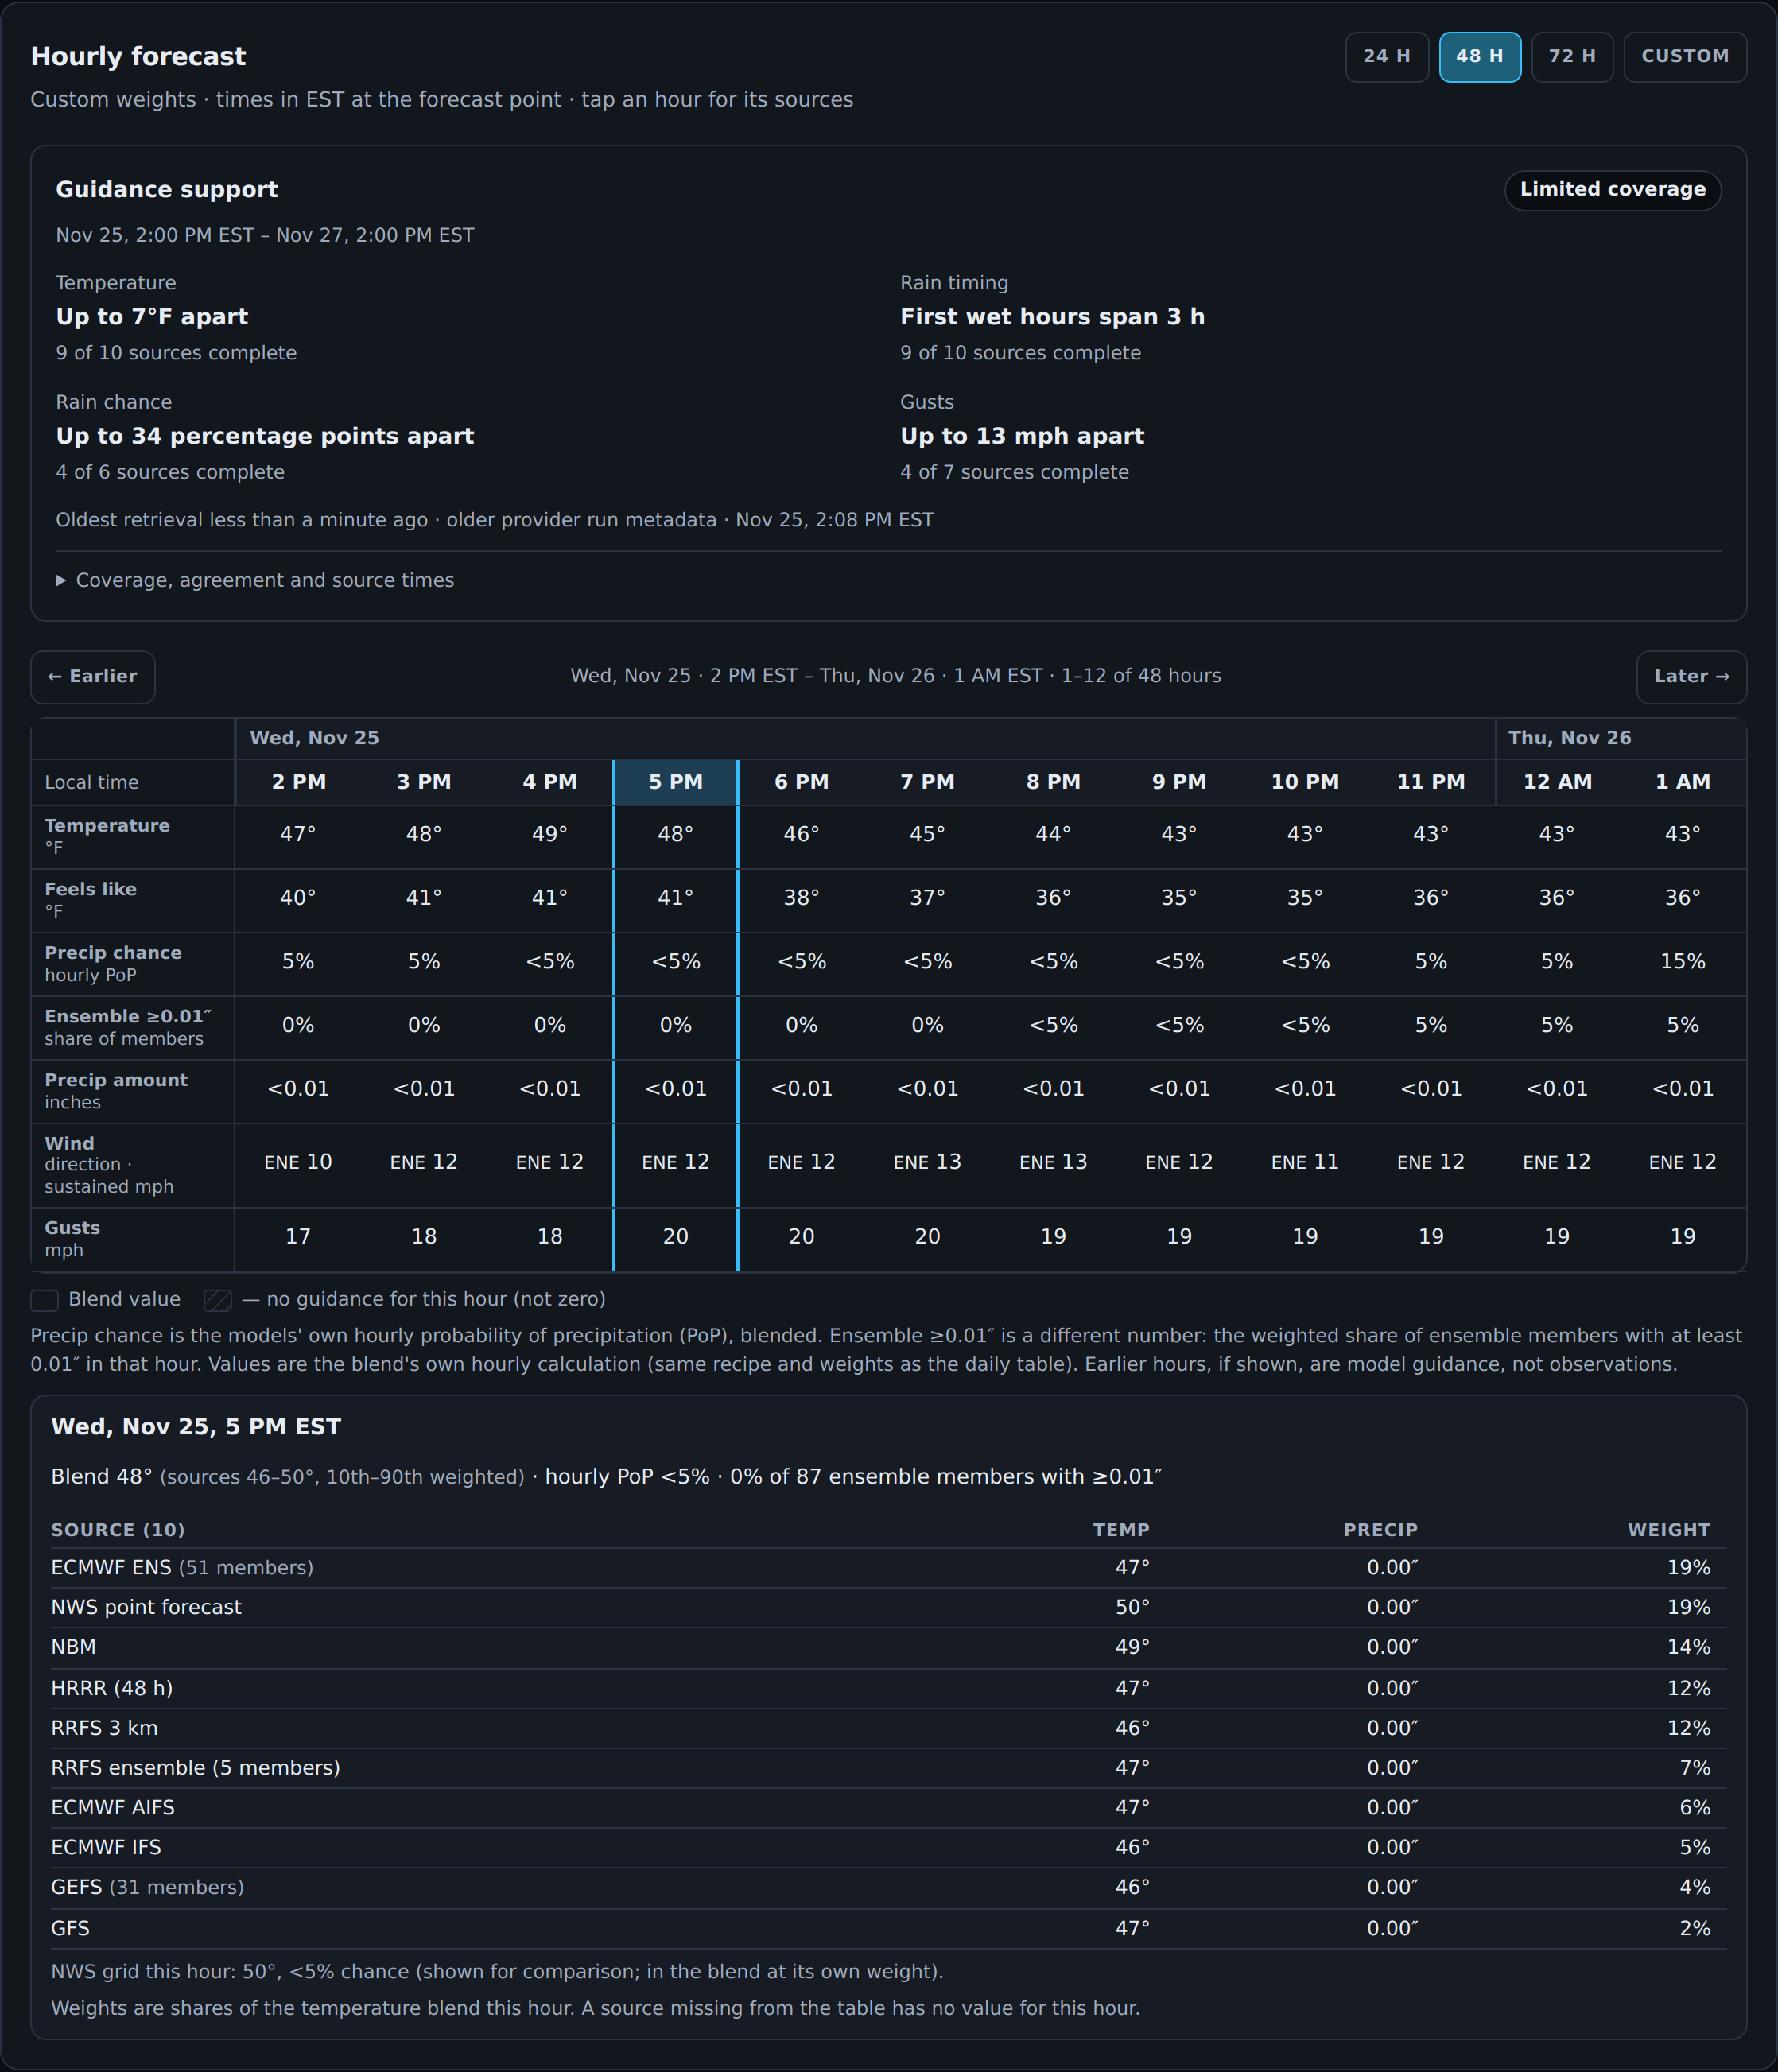 Hourly forecast
24 H
48 H
72 H
CUSTOM
Custom weights · times in EST at the forecast point · tap an hour for its sources
Guidance support
Limited coverage
Nov 25, 2:00 PM EST – Nov 27, 2:00 PM EST
Temperature
Up to 7°F apart
9 of 10 sources complete
Rain timing
First wet hours span 3 h
9 of 10 sources complete
Rain chance
Up to 34 percentage points apart
4 of 6 sources complete
Gusts
Up to 13 mph apart
4 of 7 sources complete
Oldest retrieval less than a minute ago · older provider run metadata · Nov 25, 2:08 PM EST
▶ Coverage, agreement and source times
← Earlier
Wed, Nov 25 · 2 PM EST – Thu, Nov 26 · 1 AM EST · 1–12 of 48 hours
Later →
Wed, Nov 25 Thu, Nov 26
Local time 2 PM 3 PM 4 PM 5 PM 6 PM 7 PM 8 PM 9 PM 10 PM 11 PM 12 AM 1 AM
Temperature
°F
47° 48° 49° 48° 46° 45° 44° 43° 43° 43° 43° 43°
Feels like
°F
40° 41° 41° 41° 38° 37° 36° 35° 35° 36° 36° 36°
Precip chance
hourly PoP
5% 5% <5% <5% <5% <5% <5% <5% <5% 5% 5% 15%
Ensemble ≥0.01″
share of members
0% 0% 0% 0% 0% 0% <5% <5% <5% 5% 5% 5%
Precip amount
inches
<0.01 <0.01 <0.01 <0.01 <0.01 <0.01 <0.01 <0.01 <0.01 <0.01 <0.01 <0.01
Wind
direction ·
sustained mph
ENE 10 ENE 12 ENE 12 ENE 12 ENE 12 ENE 13 ENE 13 ENE 12 ENE 11 ENE 12 ENE 12 ENE 12
Gusts
mph
17 18 18 20 20 20 19 19 19 19 19 19
Blend value — no guidance for this hour (not zero)
Precip chance is the models' own hourly probability of precipitation (PoP), blended. Ensemble ≥0.01″ is a different number: the weighted share of ensemble members with at least
0.01″ in that hour. Values are the blend's own hourly calculation (same recipe and weights as the daily table). Earlier hours, if shown, are model guidance, not observations.
Wed, Nov 25, 5 PM EST
Blend 48° (sources 46–50°, 10th–90th weighted) · hourly PoP <5% · 0% of 87 ensemble members with ≥0.01″
SOURCE (10) TEMP PRECIP WEIGHT
ECMWF ENS (51 members) 47° 0.00″ 19%
NWS point forecast 50° 0.00″ 19%
NBM 49° 0.00″ 14%
HRRR (48 h) 47° 0.00″ 12%
RRFS 3 km 46° 0.00″ 12%
RRFS ensemble (5 members) 47° 0.00″ 7%
ECMWF AIFS 47° 0.00″ 6%
ECMWF IFS 46° 0.00″ 5%
GEFS (31 members) 46° 0.00″ 4%
GFS 47° 0.00″ 2%
NWS grid this hour: 50°, <5% chance (shown for comparison; in the blend at its own weight).
Weights are shares of the temperature blend this hour. A source missing from the table has no value for this hour.